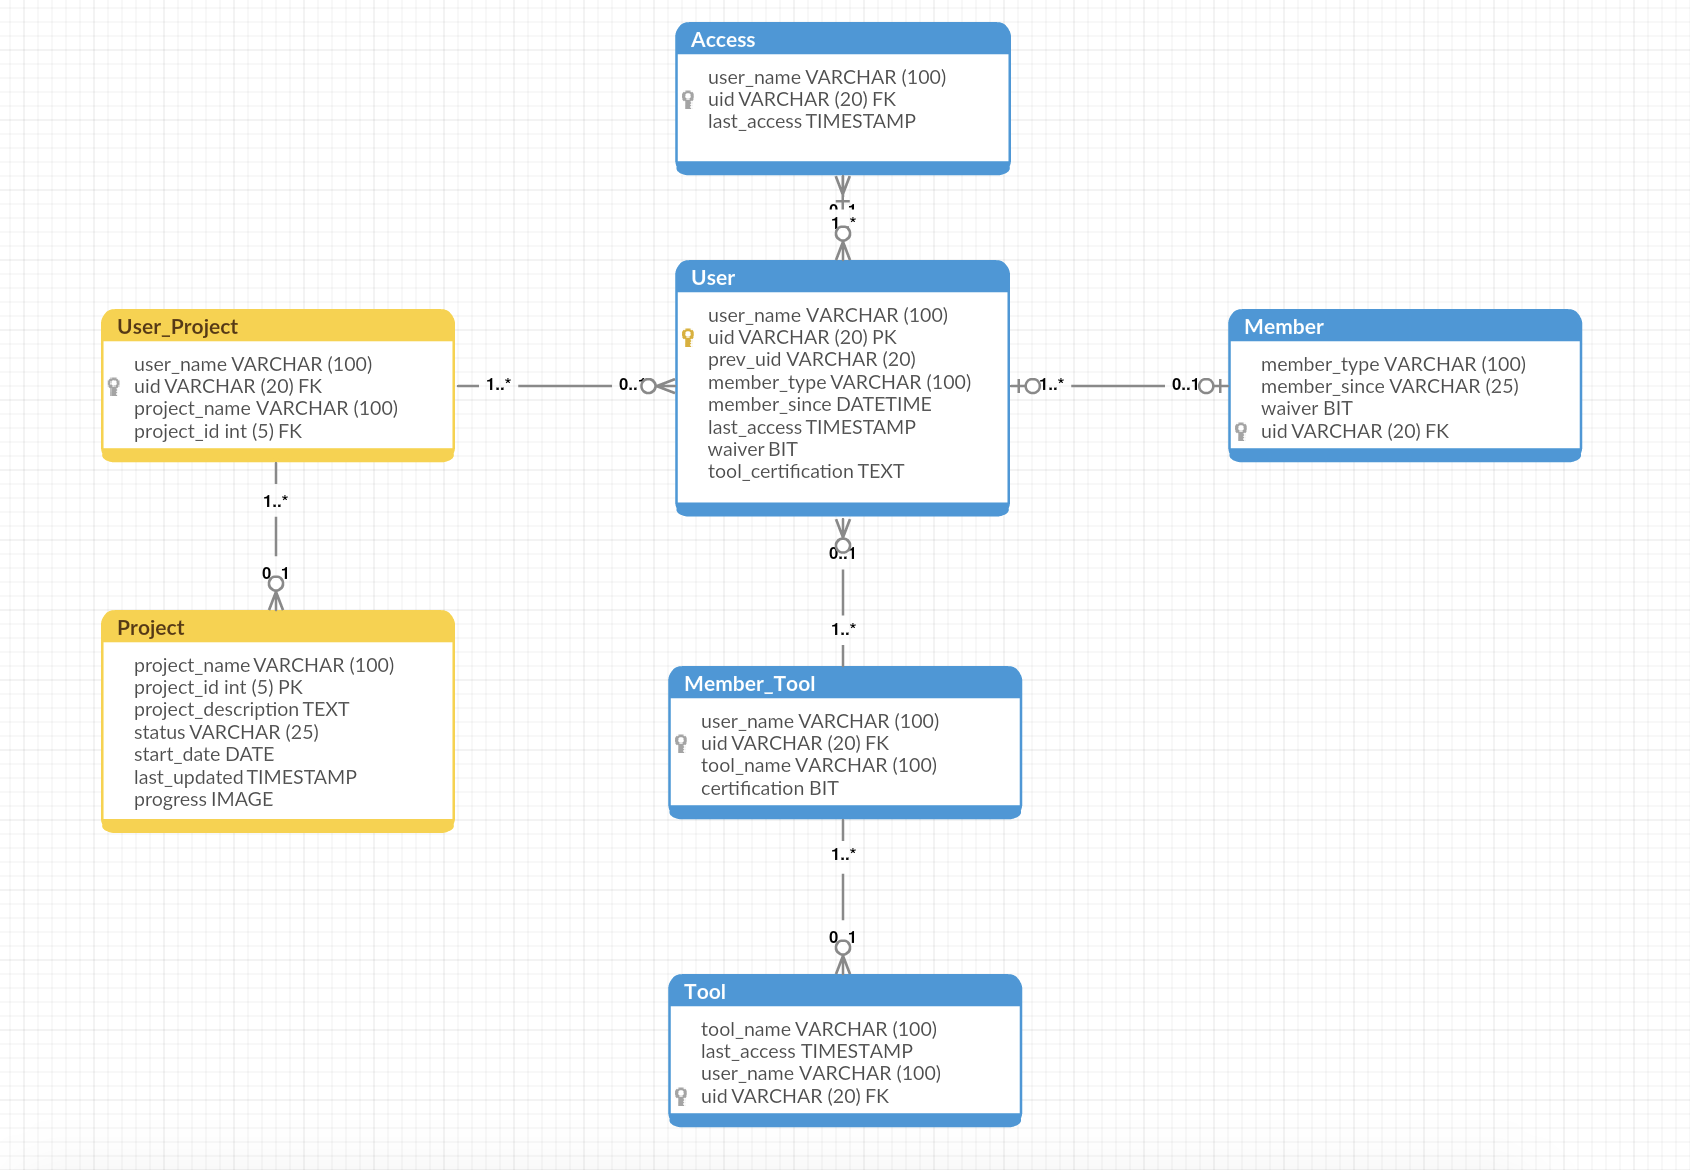 Access
user_name VARCHAR (100)
uid VARCHAR (20) FK
last_access TIMESTAMP
0..1
1..*
User
user_name VARCHAR (100)
uid VARCHAR (20) PK
prev_uid VARCHAR (20)
member_type VARCHAR (100)
member_since DATETIME
last_access TIMESTAMP
waiver BIT
tool_certification TEXT
User_Project
user_name VARCHAR (100)
uid VARCHAR (20) FK
project_name VARCHAR (100)
project_id int (5) FK
1..*
0..1
1..*
0..1
Member
member_type VARCHAR (100)
member_since VARCHAR (25)
waiver BIT
uid VARCHAR (20) FK
1..*
0..1
Project
project_name VARCHAR (100)
project_id int (5) PK
project_description TEXT
status VARCHAR (25)
start_date DATE
last_updated TIMESTAMP
progress IMAGE
0..1
1..*
Member_Tool
user_name VARCHAR (100)
uid VARCHAR (20) FK
tool_name VARCHAR (100)
certification BIT
1..*
0..1
Tool
tool_name VARCHAR (100)
last_access TIMESTAMP
user_name VARCHAR (100)
uid VARCHAR (20) FK